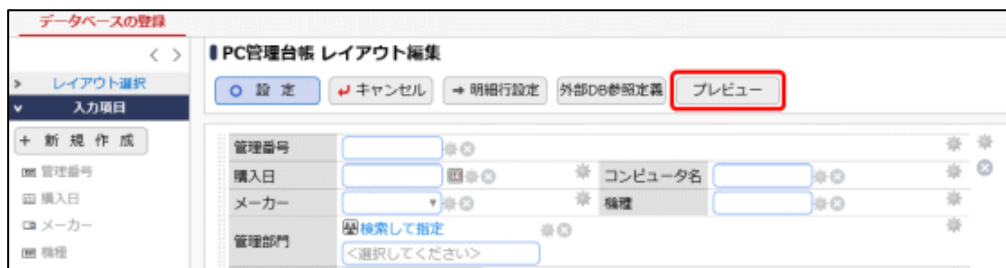 データベースの登録
< >
PC管理台帳 レイアウト編集
> レイアウト選択
設 定 キャンセル → 明細行設定 外部DB参照定義 プレビュー
入力項目
+ 新 規 作 成
管理番号
管理番号
購入日 コンピュータ名
購入日
メーカー 機種
メーカー
管理部門 検索して指定
機種
<選択してください>